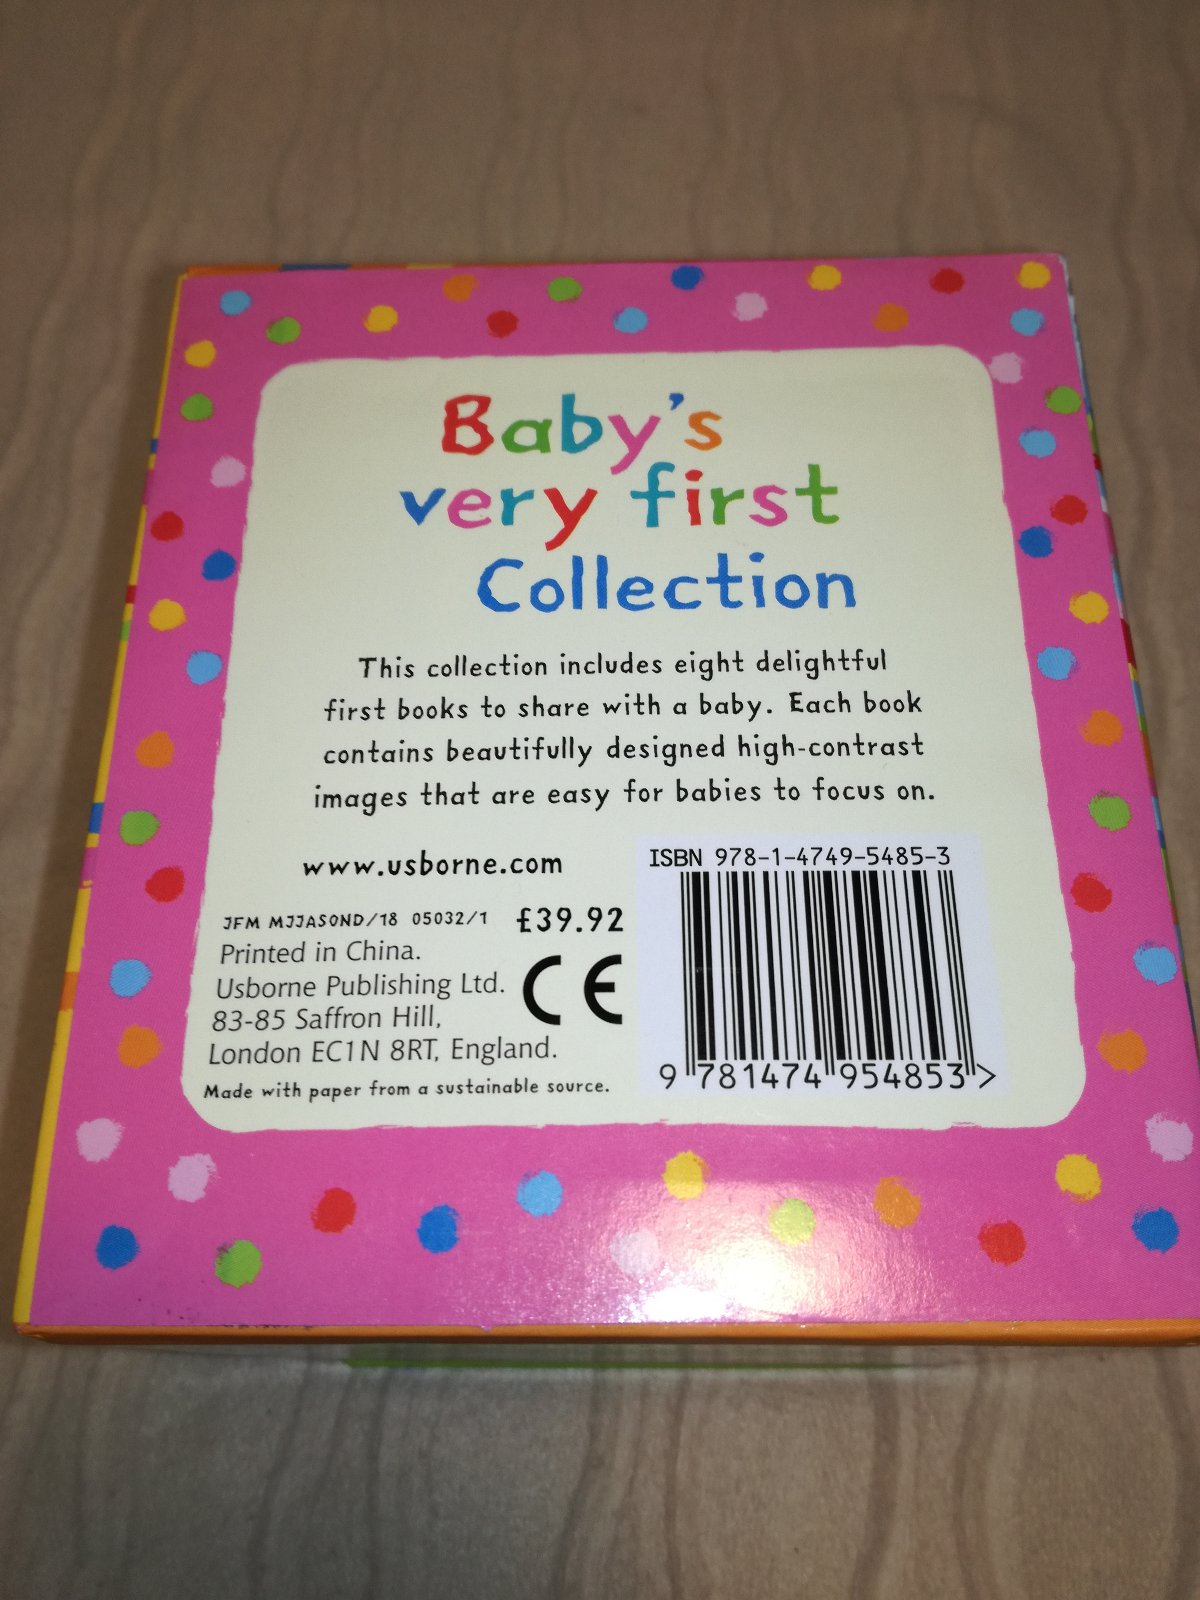 Baby's
very first
Collection
This collection includes eight delightful
first books to share with a baby. Each book
contains beautifully designed high-contrast
images that are easy for babies to focus on.
www.usborne.com
JFM MJJASOND/18 05032/1 £39.92
Printed in China.
Usborne Publishing Ltd.
83-85 Saffron Hill,
London EC1N 8RT, England.
Made with paper from a sustainable source.
CE
ISBN 978-1-4749-5485-3
9 781474 954853 >